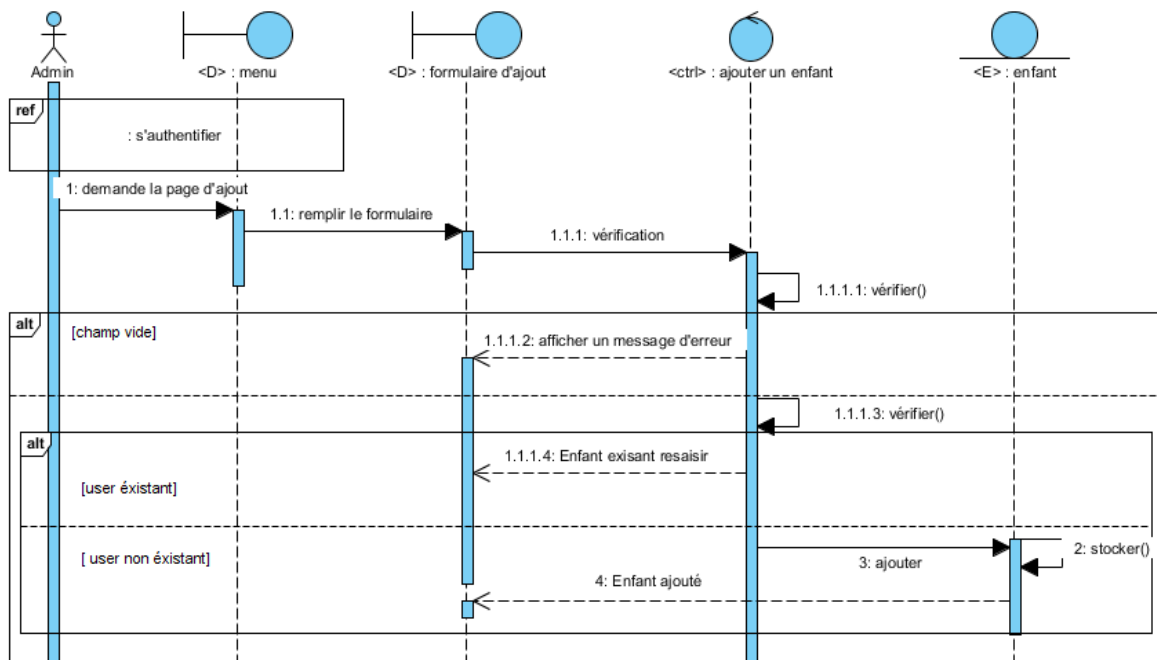 Admin
<D> : menu
<D> : formulaire d'ajout
<ctrl> : ajouter un enfant
<E> : enfant
ref
: s'authentifier
1: demande la page d'ajout
1.1: remplir le formulaire
1.1.1: vérification
1.1.1.1: vérifier()
alt
[champ vide]
1.1.1.2: afficher un message d'erreur
1.1.1.3: vérifier()
alt
1.1.1.4: Enfant exisant resaisir
[user éxistant]
[ user non éxistant]
2: stocker()
3: ajouter
4: Enfant ajouté